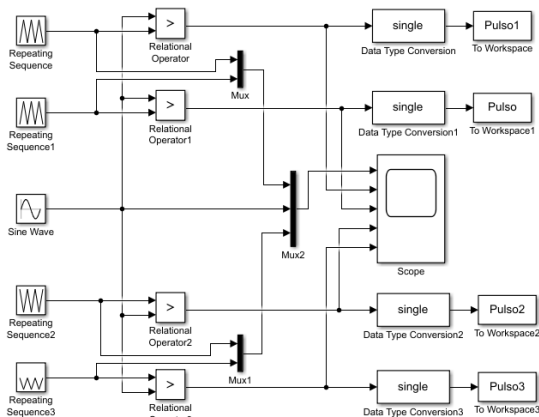 >
single
Pulso1
Repeating
Sequence
Relational
Operator
Data Type Conversion
To Workspace
Mux
>
single
Pulso
Repeating
Sequence1
Relational
Operator1
Data Type Conversion1
To Workspace1
Sine Wave
Mux2
Scope
>
single
Pulso2
Repeating
Sequence2
Relational
Operator2
Data Type Conversion2
To Workspace2
Mux1
>
single
Pulso3
Repeating
Sequence3
Relational
Data Type Conversion3
To Workspace3